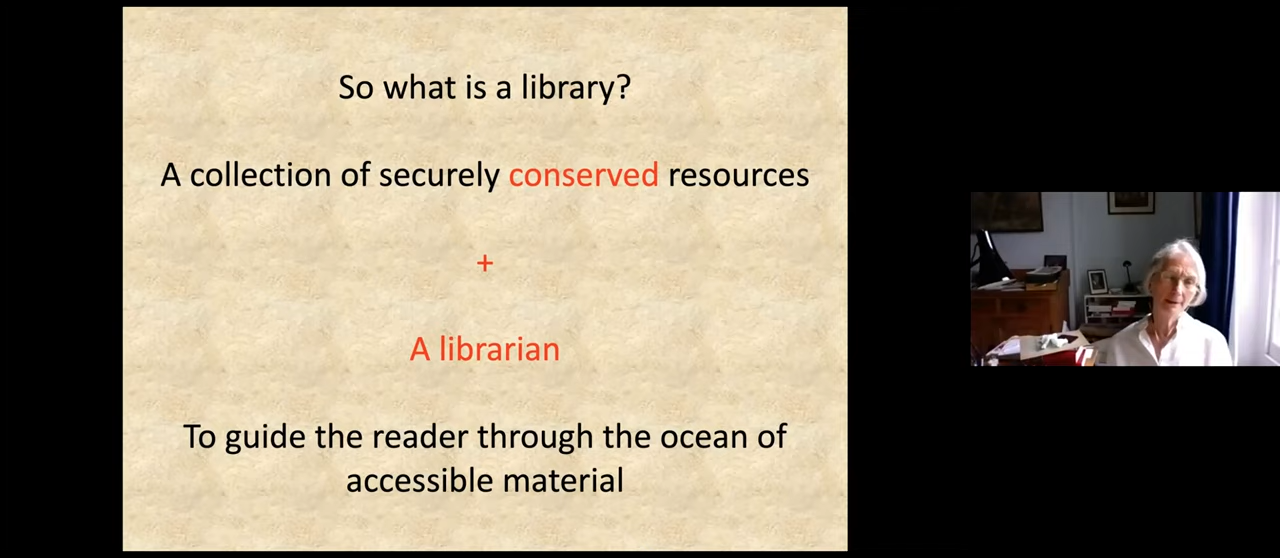 So what is a library?
A collection of securely conserved resources
+
A librarian
To guide the reader through the ocean of
accessible material